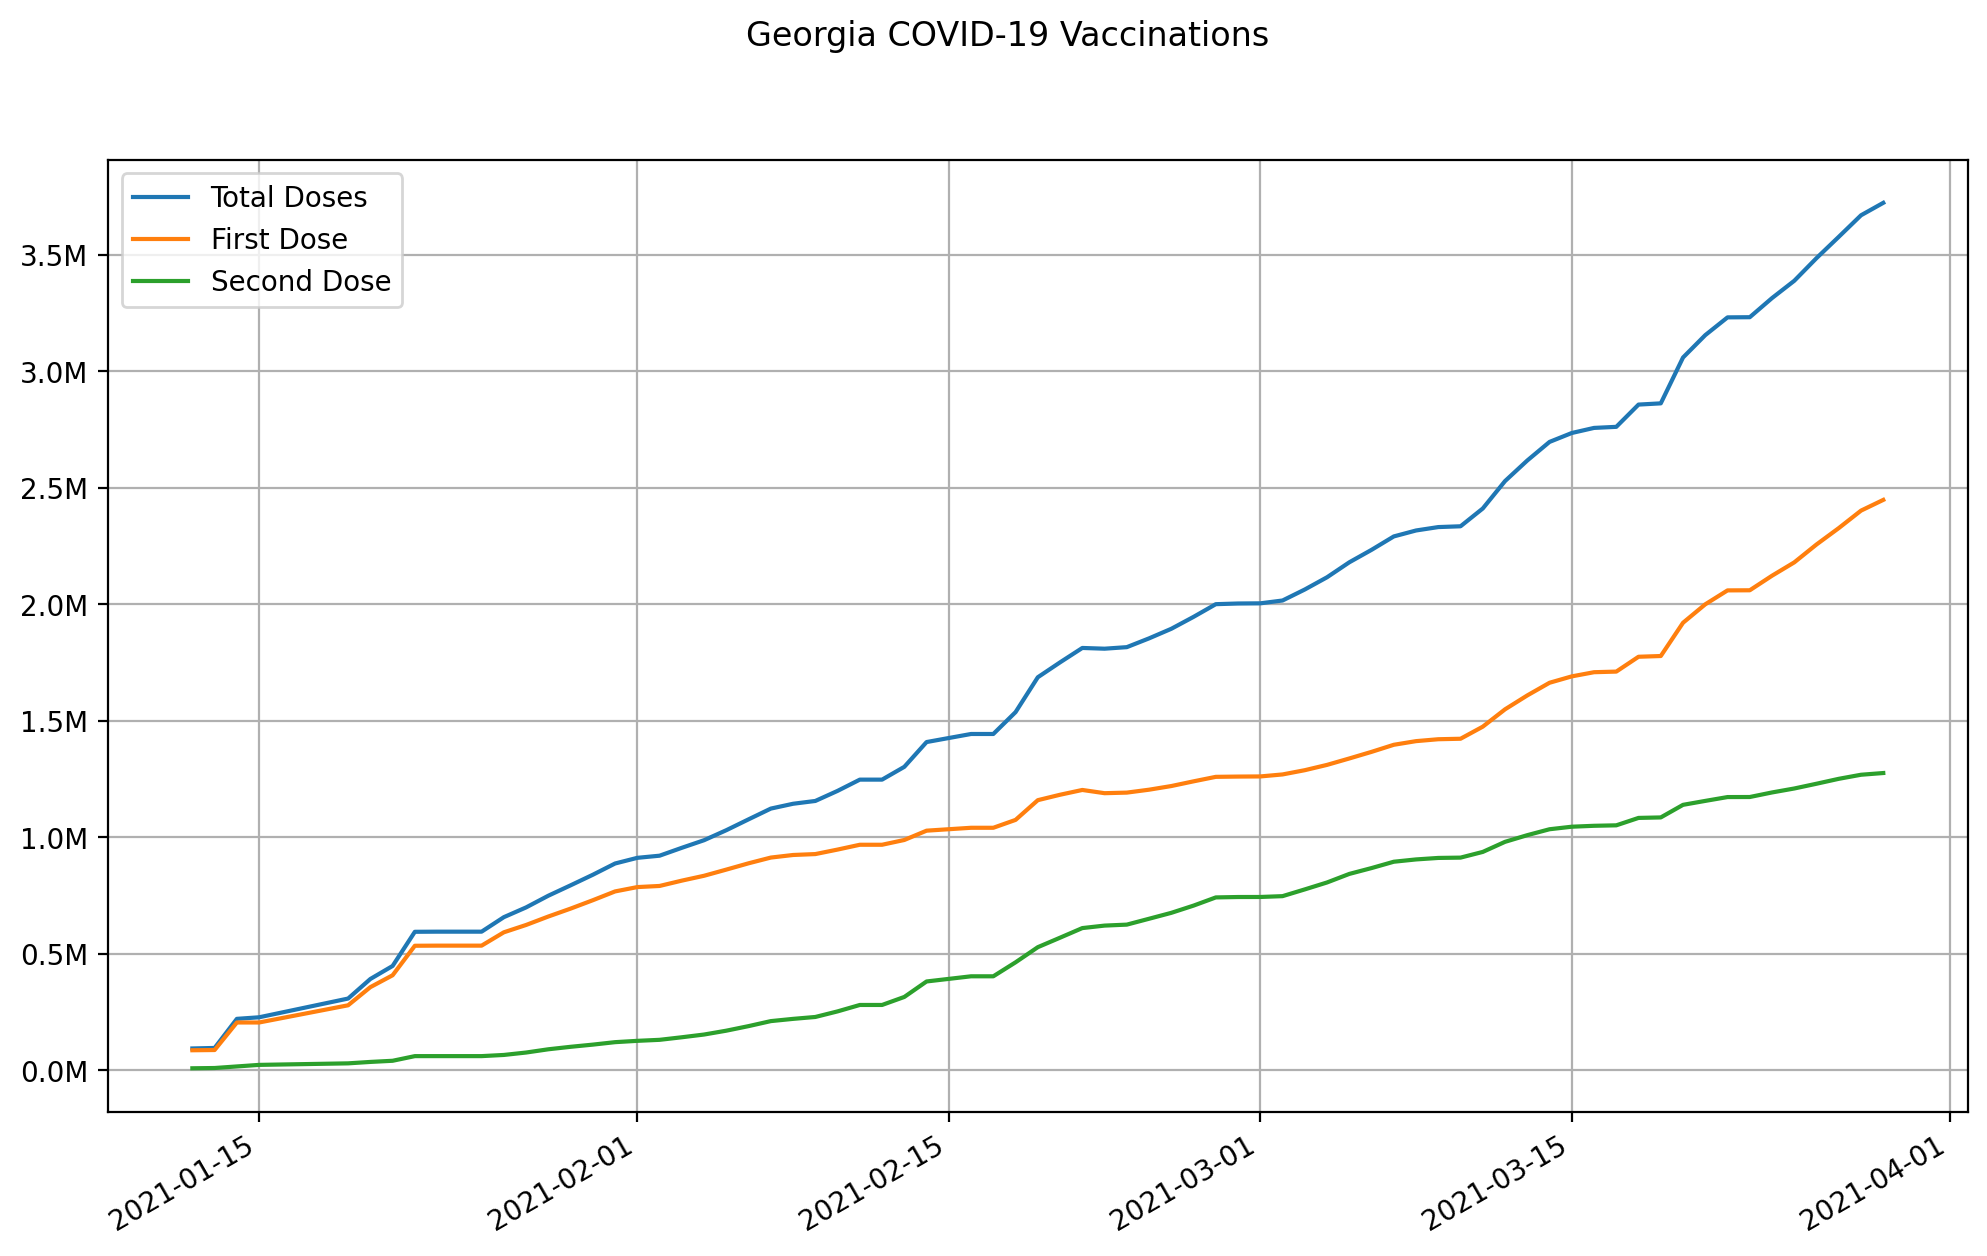 Georgia COVID-19 Vaccinations
Total Doses
First Dose
Second Dose
3.5M
3.0M
2.5M
2.0M
1.5M
1.0M
0.5M
0.0M
2021-01-15
2021-02-01
2021-02-15
2021-03-01
2021-03-15
2021-04-01